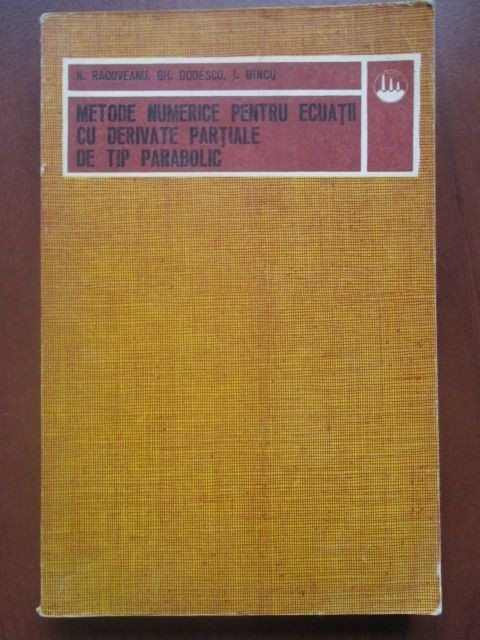 N. RACOVEANU, GH. DODESCU, I. MINCU
METODE NUMERICE PENTRU ECUAȚII
CU DERIVATE PARȚIALE
DE TIP PARABOLIC